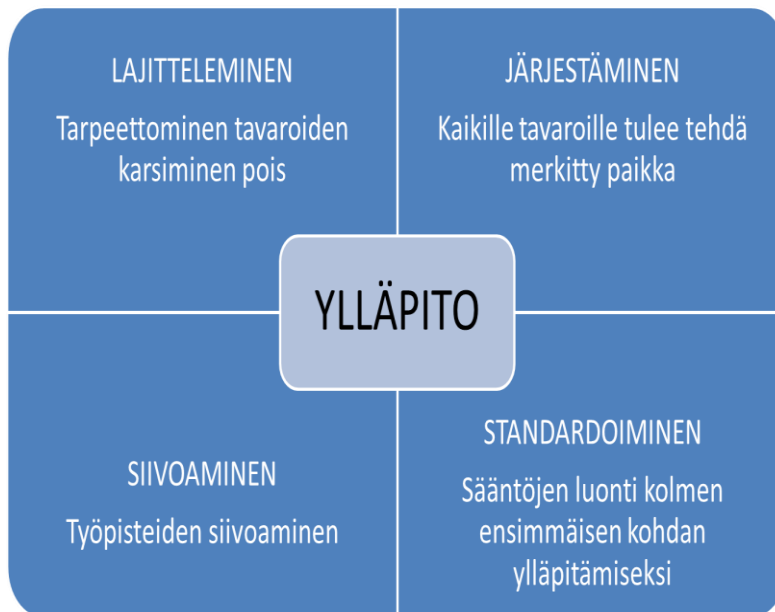 LAJITTELEMINEN
Tarpeettominen tavaroiden
karsiminen pois
JÄRJESTÄMINEN
Kaikille tavaroille tulee tehdä
merkitty paikka
YLLÄPITO
SIIVOAMINEN
Työpisteiden siivoaminen
STANDARDOIMINEN
Sääntöjen luonti kolmen
ensimmäisen kohdan
ylläpitämiseksi